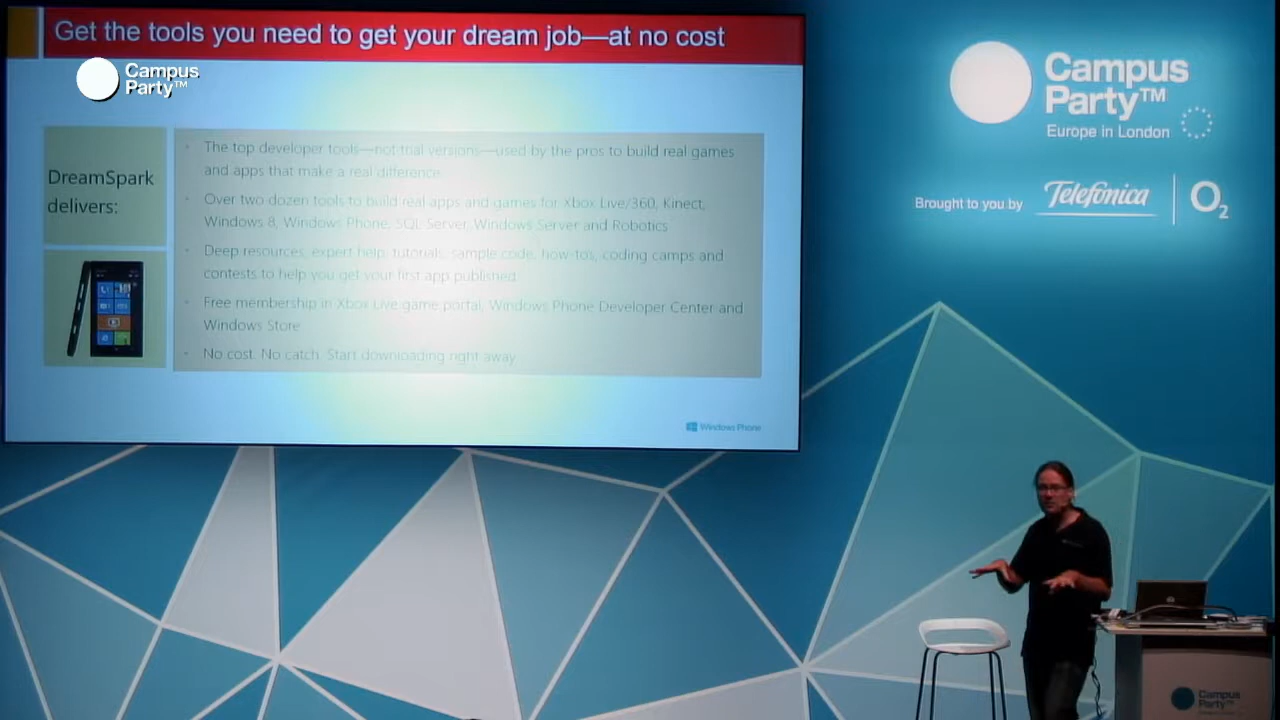 Get the tools you need to get your dream job—at no cost
Campus
Party™
DreamSpark
delivers:
The top developer tools—not trial versions—used by the pros to build real games
and apps that make a real difference.
Over two dozen tools to build real apps and games for Xbox Live/360, Kinect,
Windows 8, Windows Phone, SQL Server, Windows Server and Robotics
Deep resources, expert help, tutorials, sample code, how-tos, coding camps and
contests to help you get your first app published.
Free membership in Xbox Live game portal, Windows Phone Developer Center and
Windows Store
No cost. No catch. Start downloading right away
Windows Phone
Campus
Party™
Europe in London
Brought to you by
Telefónica
O2
Campus
Party™